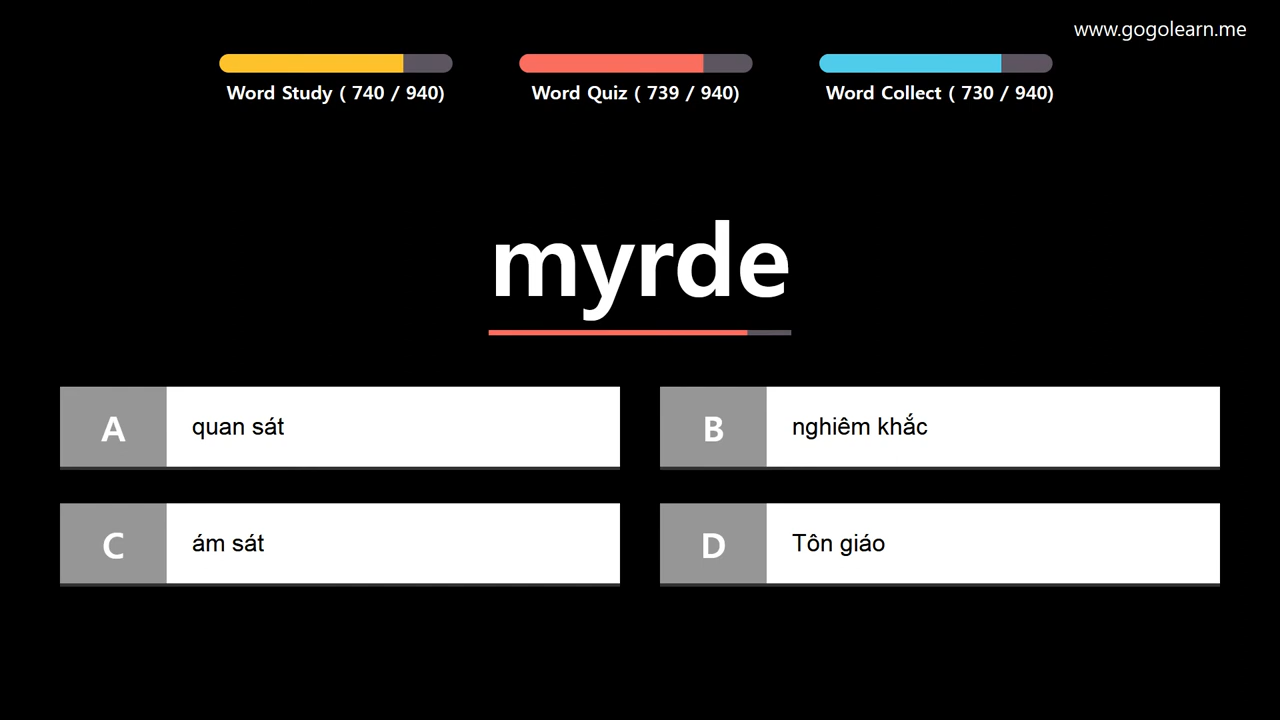 www.gogolearn.me
Word Study ( 740 / 940)
Word Quiz ( 739 / 940)
Word Collect ( 730 / 940)
myrde
A quan sát
B nghiêm khắc
C ám sát
D Tôn giáo